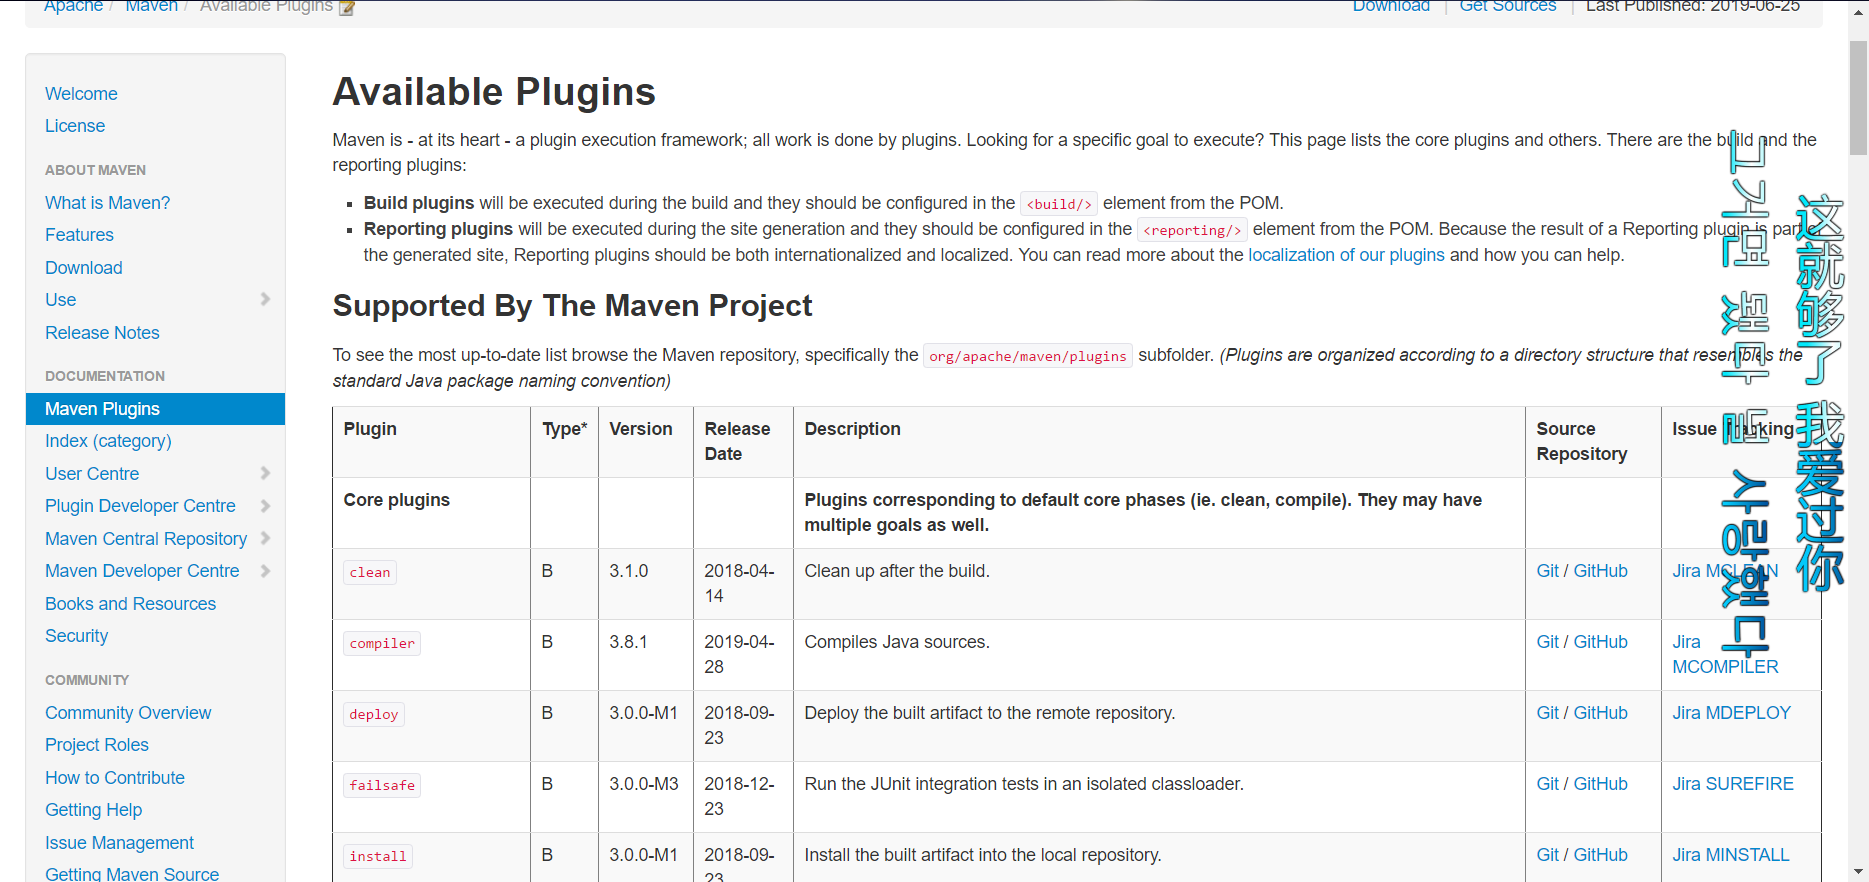 Apache / Maven / Available Plugins
Download | Get Sources | Last Published: 2019-06-25
Welcome
License
ABOUT MAVEN
What is Maven?
Features
Download
Use
Release Notes
DOCUMENTATION
Maven Plugins
Index (category)
User Centre
Plugin Developer Centre
Maven Central Repository
Maven Developer Centre
Books and Resources
Security
COMMUNITY
Community Overview
Project Roles
How to Contribute
Getting Help
Issue Management
Getting Maven Source
Available Plugins
Maven is - at its heart - a plugin execution framework; all work is done by plugins. Looking for a specific goal to execute? This page lists the core plugins and others. There are the build and the
reporting plugins:
Build plugins will be executed during the build and they should be configured in the <build/> element from the POM.
Reporting plugins will be executed during the site generation and they should be configured in the <reporting/> element from the POM. Because the result of a Reporting plugin is part
the generated site, Reporting plugins should be both internationalized and localized. You can read more about the localization of our plugins and how you can help.
Supported By The Maven Project
To see the most up-to-date list browse the Maven repository, specifically the org/apache/maven/plugins subfolder. (Plugins are organized according to a directory structure that resembles the
standard Java package naming convention)
Plugin Type* Version Release Date Description Source Repository Issue Tracking
Core plugins Plugins corresponding to default core phases (ie. clean, compile). They may have
multiple goals as well.
clean B 3.1.0 2018-04-14 Clean up after the build. Git / GitHub Jira MCLEAN
compiler B 3.8.1 2019-04-28 Compiles Java sources. Git / GitHub Jira MCOMPILER
deploy B 3.0.0-M1 2018-09-23 Deploy the built artifact to the remote repository. Git / GitHub Jira MDEPLOY
failsafe B 3.0.0-M3 2018-12-23 Run the JUnit integration tests in an isolated classloader. Git / GitHub Jira SUREFIRE
install B 3.0.0-M1 2018-09-23 Install the built artifact into the local repository. Git / GitHub Jira MINSTALL
这就够了 我爱过你
그거면 됐다 널 사랑했다